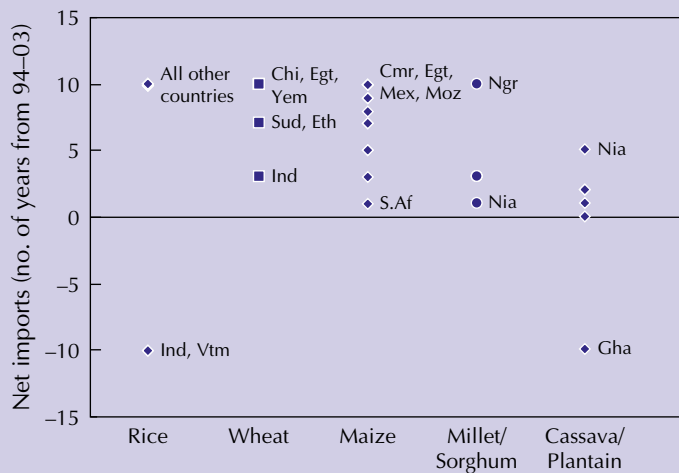 Net imports (no. of years from 94–03)
15
10
5
0
−5
−10
−15
All other
countries
Ind, Vtm
Chi, Egt,
Yem
Sud, Eth
Ind
Cmr, Egt,
Mex, Moz
S.Af
Ngr
Nia
Nia
Gha
Rice
Wheat
Maize
Millet/
Sorghum
Cassava/
Plantain